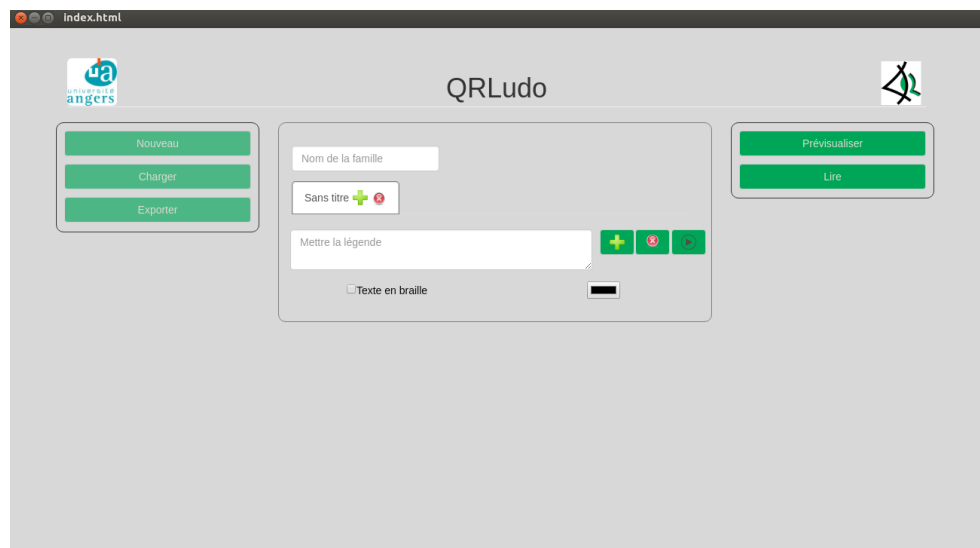 index.html
université
angers
QRLudo
Nouveau
Charger
Exporter
Nom de la famille
Sans titre
Mettre la légende
Texte en braille
Prévisualiser
Lire